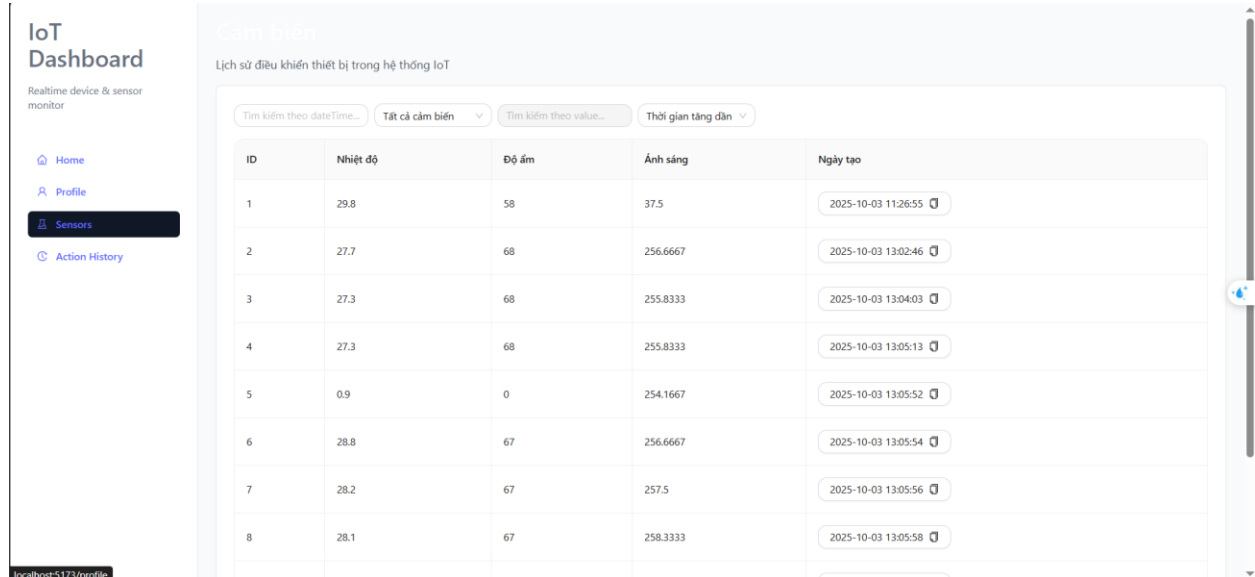 IoT
Dashboard
Realtime device & sensor
monitor
Home
Profile
Sensors
Action History
Cảm biến
Lịch sử điều khiển thiết bị trong hệ thống IoT
Tìm kiếm theo dateTime... Tất cả cảm biến Tìm kiếm theo value... Thời gian tăng dần
ID Nhiệt độ Độ ẩm Ánh sáng Ngày tạo
1 29.8 58 37.5 2025-10-03 11:26:55
2 27.7 68 256.6667 2025-10-03 13:02:46
3 27.3 68 255.8333 2025-10-03 13:04:03
4 27.3 68 255.8333 2025-10-03 13:05:13
5 0.9 0 254.1667 2025-10-03 13:05:52
6 28.8 67 256.6667 2025-10-03 13:05:54
7 28.2 67 257.5 2025-10-03 13:05:56
8 28.1 67 258.3333 2025-10-03 13:05:58
localhost:5173/profile